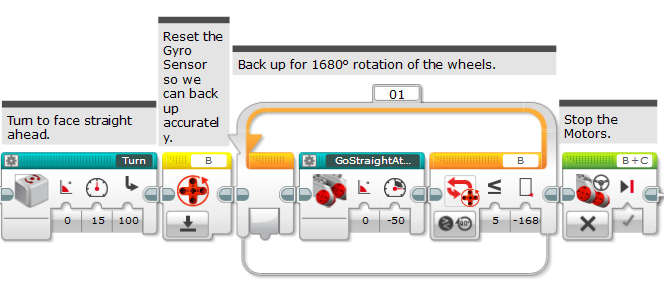 Reset the
Gyro
Sensor
so we
can back
up
accuratel
y.
Back up for 1680º rotation of the wheels.
01
Turn to face straight
ahead.
Stop the
Motors.
Turn
B
GoStraightAt...
B
B + C
0 15 100
0 -50
5 -168